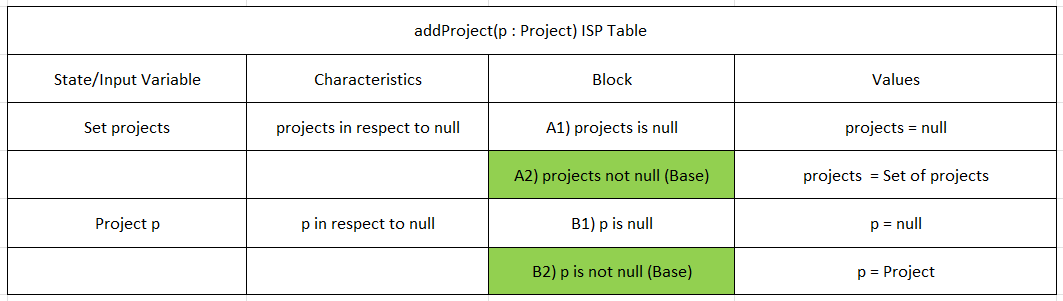 addProject(p : Project) ISP Table
State/Input Variable Characteristics Block Values
Set projects projects in respect to null A1) projects is null projects = null
A2) projects not null (Base) projects = Set of projects
Project p p in respect to null B1) p is null p = null
B2) p is not null (Base) p = Project